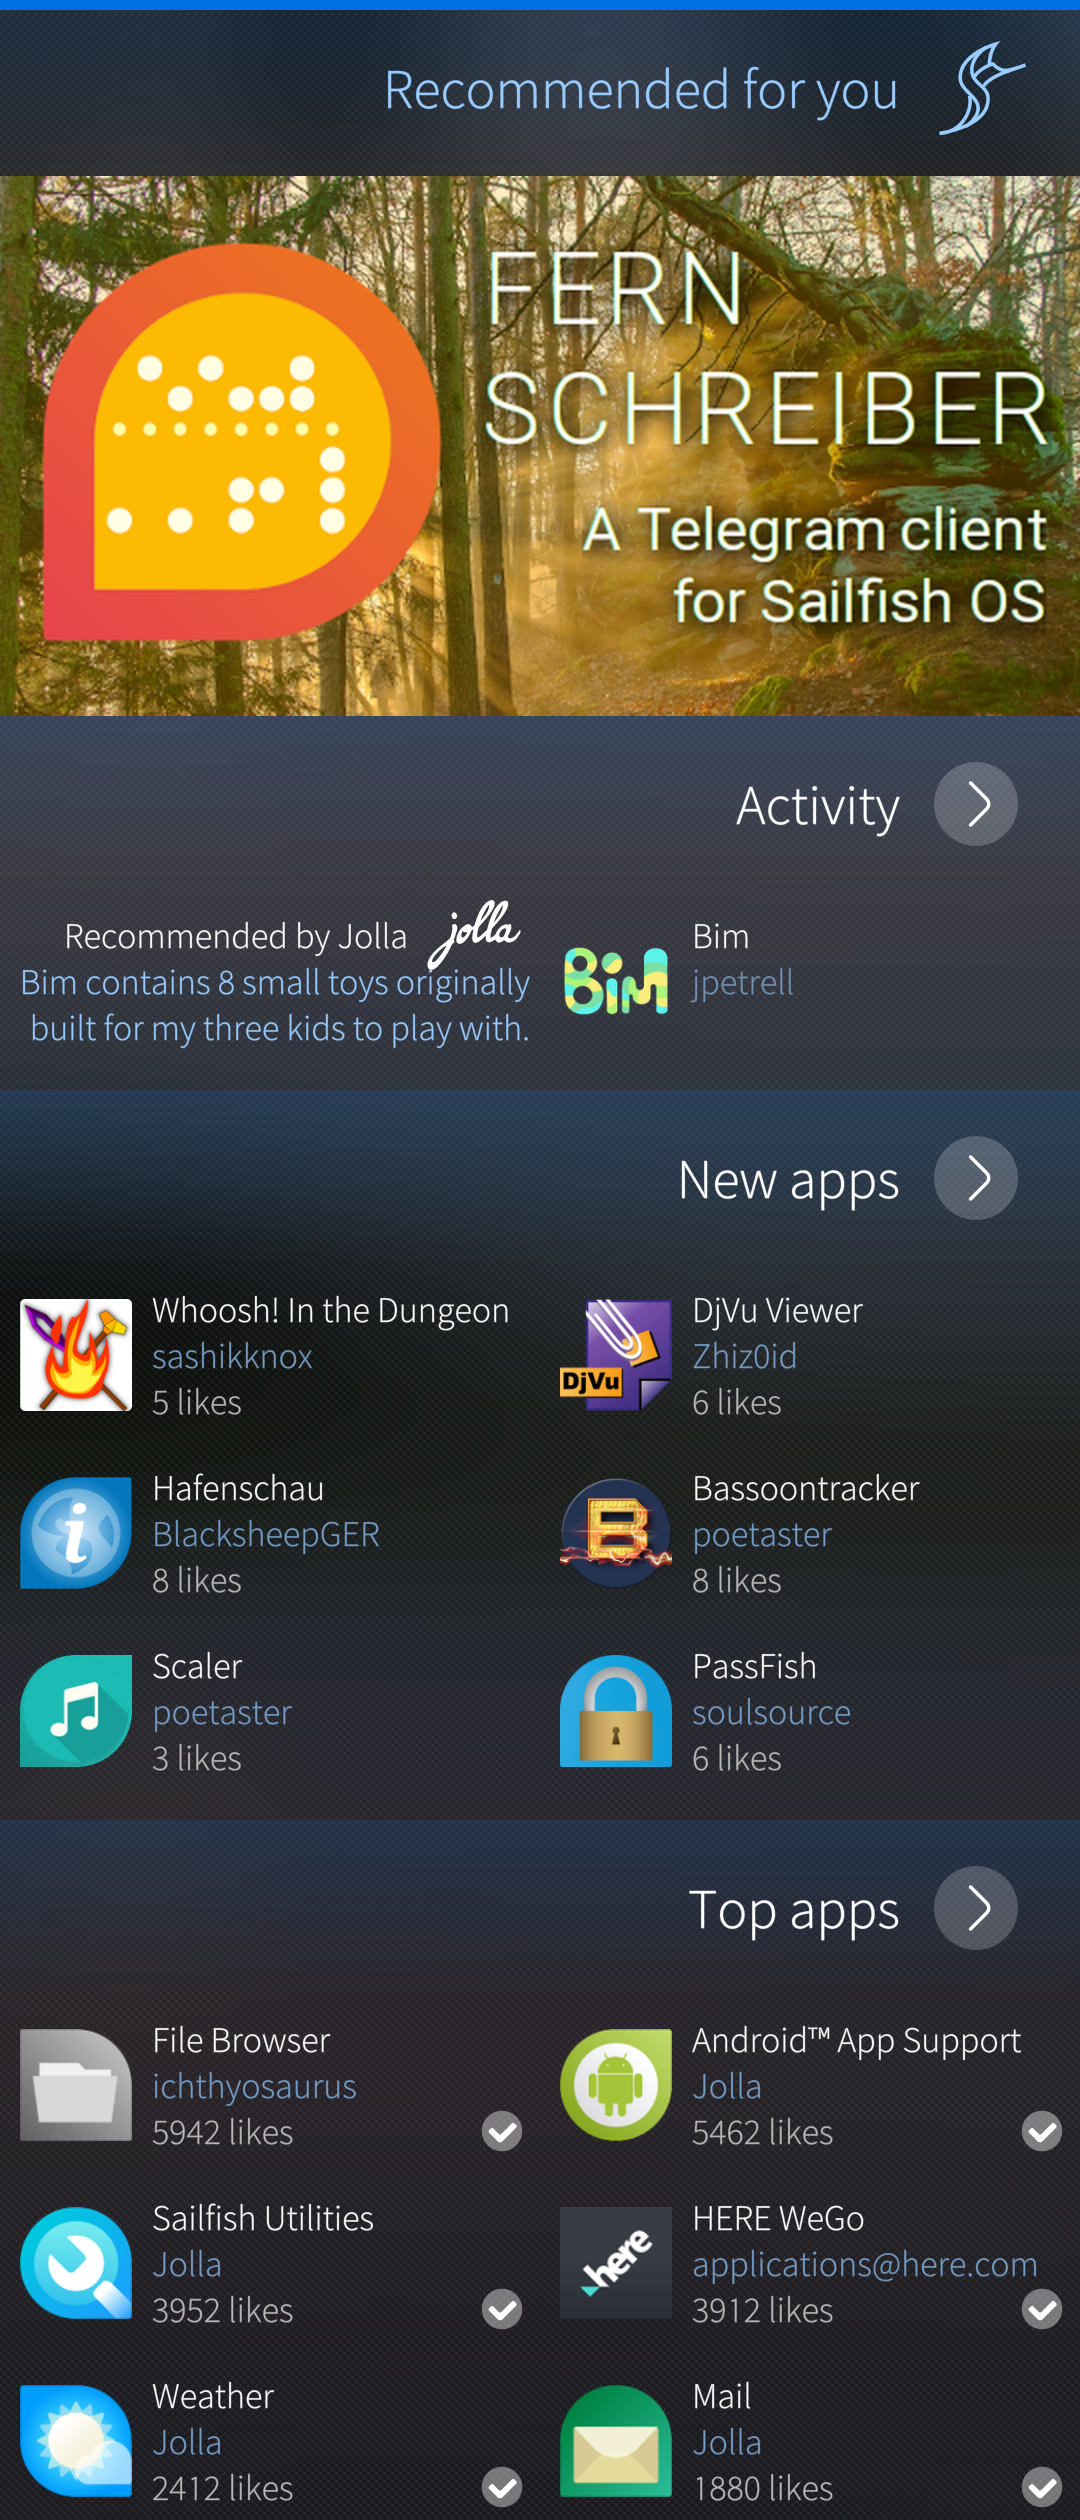 Recommended for you
FERN
SCHREIBER
A Telegram client
for Sailfish OS
Activity
Recommended by Jolla
jolla
Bim contains 8 small toys originally
built for my three kids to play with.
BiM
Bim
jpetrell
New apps
Whoosh! In the Dungeon
sashikknox
5 likes
DjVu
DjVu Viewer
Zhiz0id
6 likes
Hafenschau
BlacksheepGER
8 likes
B
Bassoontracker
poetaster
8 likes
Scaler
poetaster
3 likes
PassFish
soulsource
6 likes
Top apps
File Browser
ichthyosaurus
5942 likes
Android™ App Support
Jolla
5462 likes
Sailfish Utilities
Jolla
3952 likes
here
HERE WeGo
applications@here.com
3912 likes
Weather
Jolla
2412 likes
Mail
Jolla
1880 likes